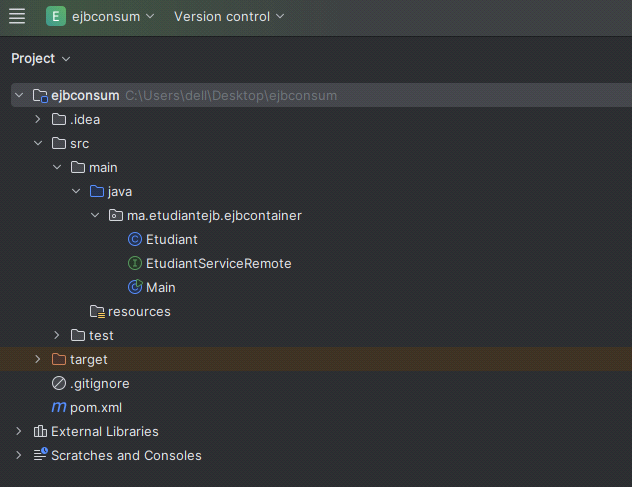 E ejbconsum Version control
Project
ejbconsum C:\Users\dell\Desktop\ejbconsum
.idea
src
main
java
ma.etudiantejb.ejbcontainer
C Etudiant
I EtudiantServiceRemote
C Main
resources
test
target
.gitignore
m pom.xml
External Libraries
Scratches and Consoles